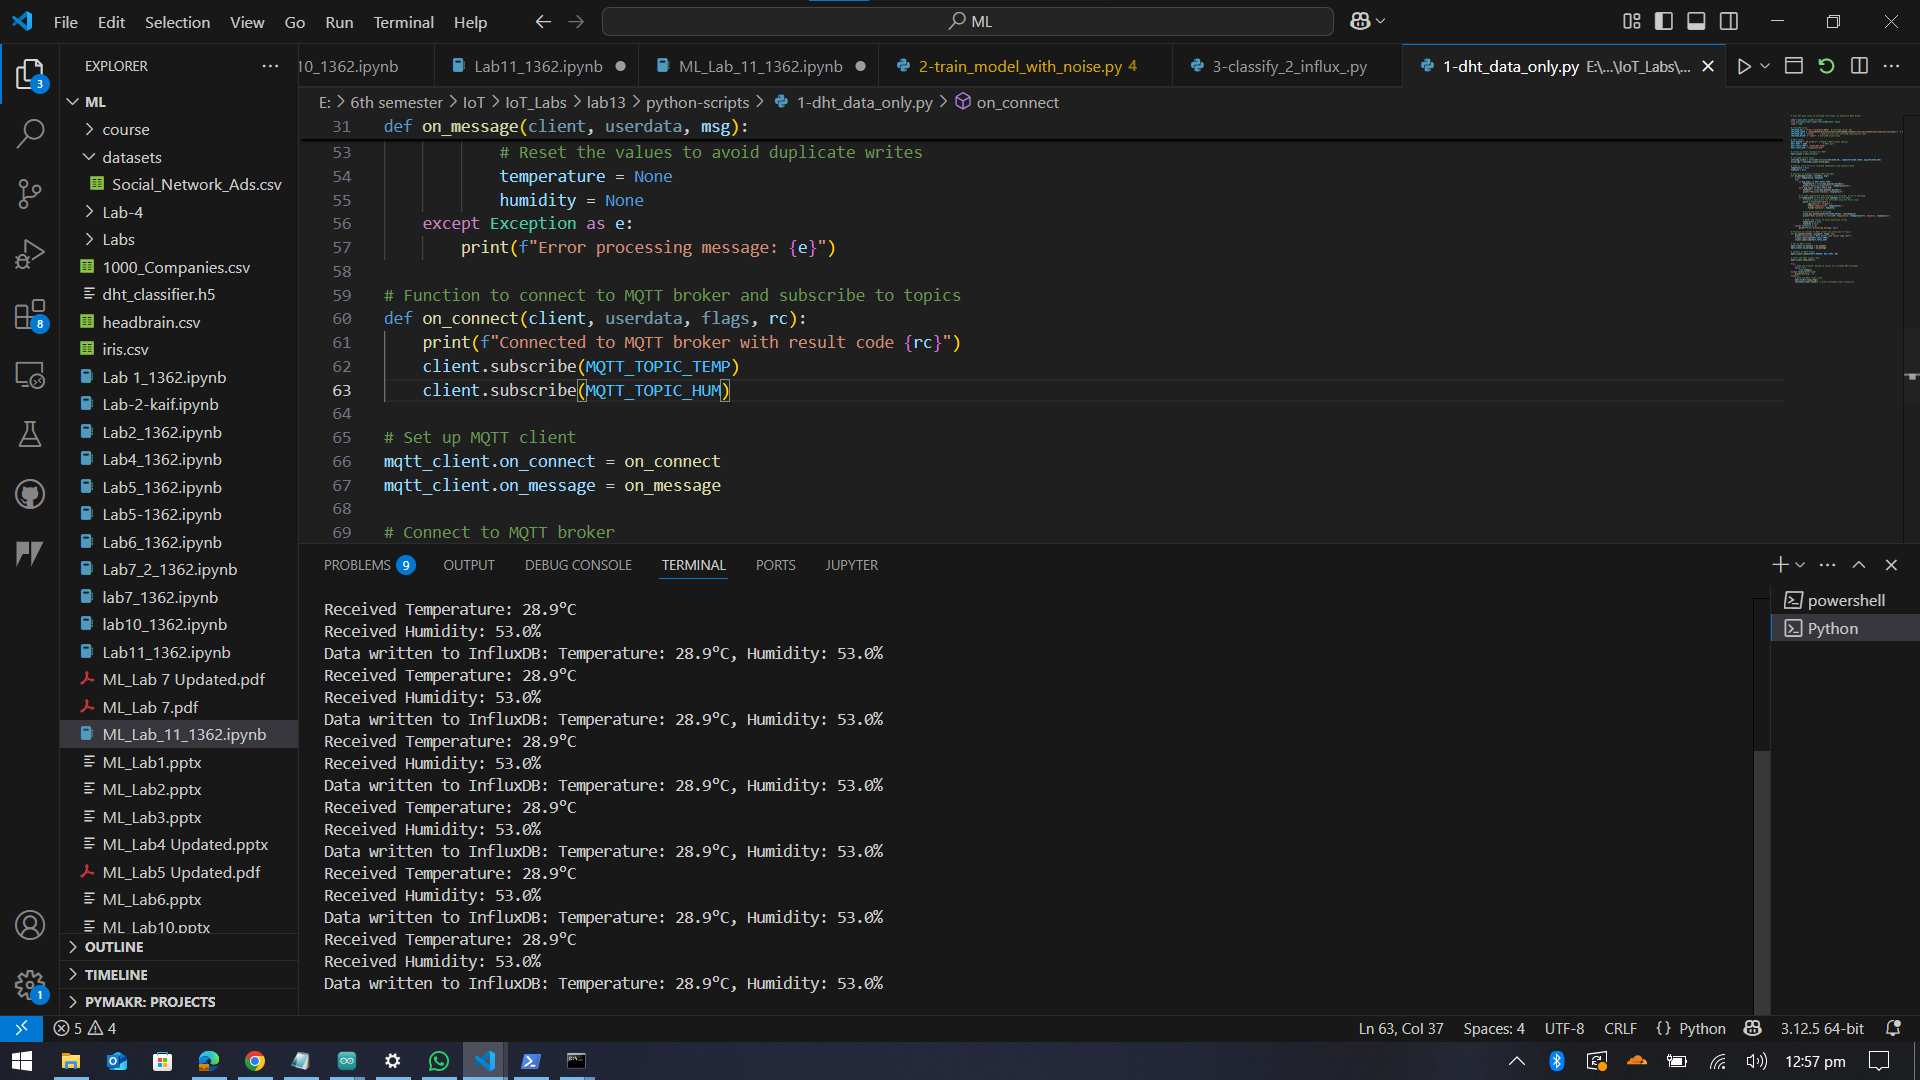 File Edit Selection View Go Run Terminal Help
ML
EXPLORER
10_1362.ipynb
Lab11_1362.ipynb
ML_Lab_11_1362.ipynb
2-train_model_with_noise.py 4
3-classify_2_influx_.py
1-dht_data_only.py E:\...\IoT_Labs\...
E: > 6th semester > IoT > IoT_Labs > lab13 > python-scripts > 1-dht_data_only.py > on_connect
3
8
1
ML
course
datasets
Social_Network_Ads.csv
Lab-4
Labs
1000_Companies.csv
dht_classifier.h5
headbrain.csv
iris.csv
Lab 1_1362.ipynb
Lab-2-kaif.ipynb
Lab2_1362.ipynb
Lab4_1362.ipynb
Lab5_1362.ipynb
Lab5-1362.ipynb
Lab6_1362.ipynb
Lab7_2_1362.ipynb
lab7_1362.ipynb
lab10_1362.ipynb
Lab11_1362.ipynb
ML_Lab 7 Updated.pdf
ML_Lab 7.pdf
ML_Lab_11_1362.ipynb
ML_Lab1.pptx
ML_Lab2.pptx
ML_Lab3.pptx
ML_Lab4 Updated.pptx
ML_Lab5 Updated.pdf
ML_Lab6.pptx
ML_Lab10.pptx
OUTLINE
TIMELINE
PYMAKR: PROJECTS
31 def on_message(client, userdata, msg):
53 # Reset the values to avoid duplicate writes
54 temperature = None
55 humidity = None
56 except Exception as e:
57 print(f"Error processing message: {e}")
58
59 # Function to connect to MQTT broker and subscribe to topics
60 def on_connect(client, userdata, flags, rc):
61 print(f"Connected to MQTT broker with result code {rc}")
62 client.subscribe(MQTT_TOPIC_TEMP)
63 client.subscribe(MQTT_TOPIC_HUM)
64
65 # Set up MQTT client
66 mqtt_client.on_connect = on_connect
67 mqtt_client.on_message = on_message
68
69 # Connect to MQTT broker
PROBLEMS 9 OUTPUT DEBUG CONSOLE TERMINAL PORTS JUPYTER
Received Temperature: 28.9°C
Received Humidity: 53.0%
Data written to InfluxDB: Temperature: 28.9°C, Humidity: 53.0%
Received Temperature: 28.9°C
Received Humidity: 53.0%
Data written to InfluxDB: Temperature: 28.9°C, Humidity: 53.0%
Received Temperature: 28.9°C
Received Humidity: 53.0%
Data written to InfluxDB: Temperature: 28.9°C, Humidity: 53.0%
Received Temperature: 28.9°C
Received Humidity: 53.0%
Data written to InfluxDB: Temperature: 28.9°C, Humidity: 53.0%
Received Temperature: 28.9°C
Received Humidity: 53.0%
Data written to InfluxDB: Temperature: 28.9°C, Humidity: 53.0%
Received Temperature: 28.9°C
Received Humidity: 53.0%
Data written to InfluxDB: Temperature: 28.9°C, Humidity: 53.0%
powershell
Python
5 4
Ln 63, Col 37 Spaces: 4 UTF-8 CRLF {} Python 3.12.5 64-bit
12:57 pm